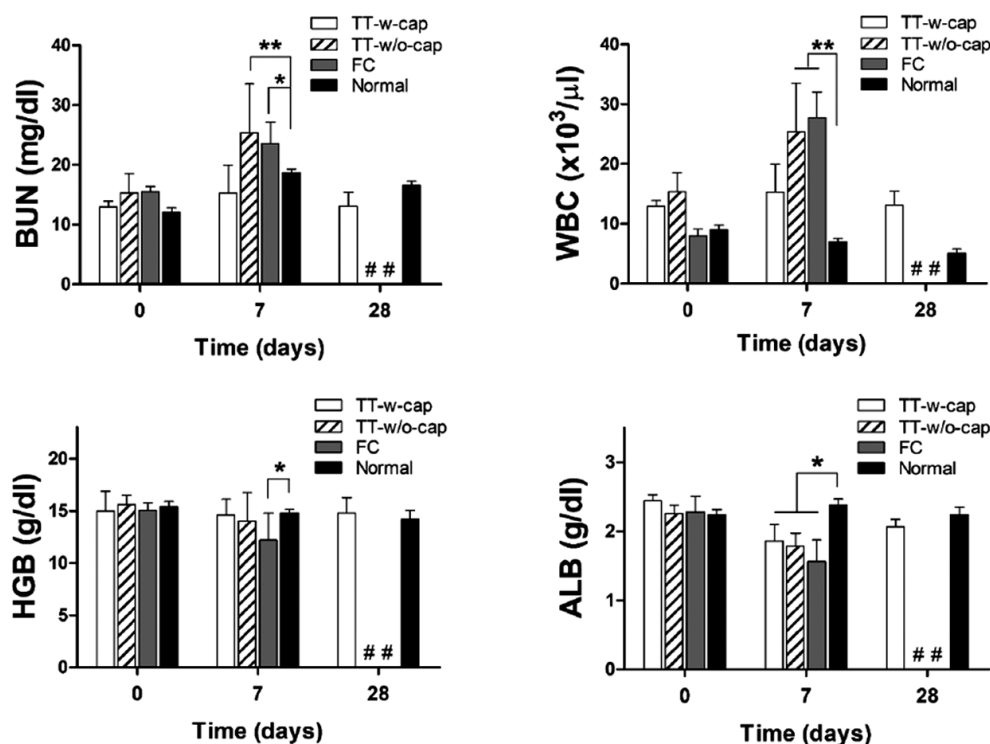 BUN (mg/dl)
40
30
20
10
0
TT-w-cap
TT-w/o-cap
FC
Normal
**
*
# #
0 7 28
Time (days)
WBC (x10³/μl)
40
30
20
10
0
TT-w-cap
TT-w/o-cap
FC
Normal
**
# #
0 7 28
Time (days)
HGB (g/dl)
20
15
10
5
0
TT-w-cap
TT-w/o-cap
FC
Normal
*
# #
0 7 28
Time (days)
ALB (g/dl)
3
2
1
0
TT-w-cap
TT-w/o-cap
FC
Normal
*
# #
0 7 28
Time (days)